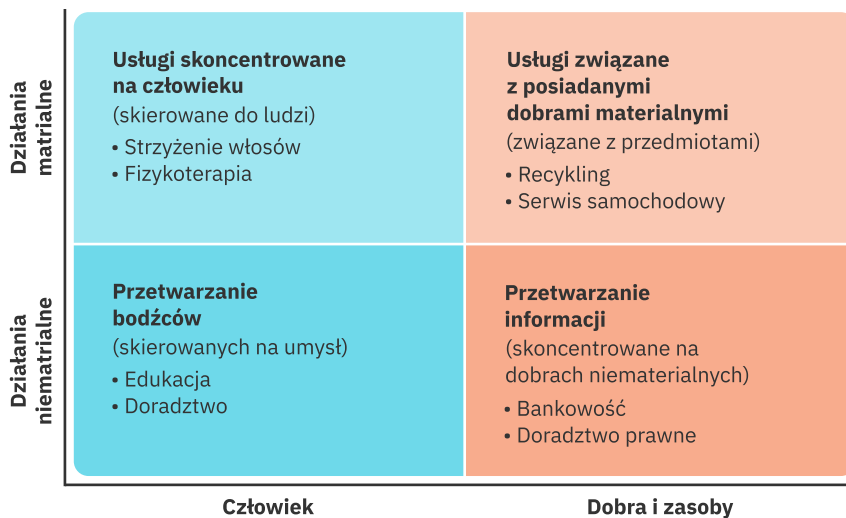 Działania
matrialne
Usługi skoncentrowane
na człowieku
(skierowane do ludzi)
• Strzyżenie włosów
• Fizykoterapia
Usługi związane
z posiadanymi
dobrami materialnymi
(związane z przedmiotami)
• Recykling
• Serwis samochodowy
Działania
niematrialne
Przetwarzanie
bodźców
(skierowanych na umysł)
• Edukacja
• Doradztwo
Przetwarzanie
informacji
(skoncentrowane na
dobrach niematerialnych)
• Bankowość
• Doradztwo prawne
Człowiek
Dobra i zasoby